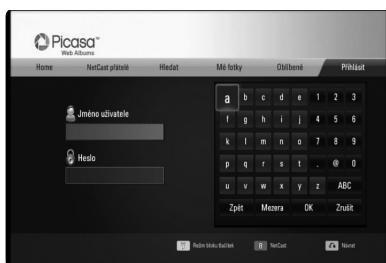 Picasa™
Web Albums
Home NetCast přátelé Hledat Mé fotky Oblíbené Přihlásit
Jméno uživatele
Heslo
a b c d e 1 2 3
f g h i j 4 5 6
k l m n o 7 8 9
p q r s t . @ 0
u v w x y z ABC
Zpět Mezera OK Zrušit
Režim bloku tlačítek NetCast Návrat